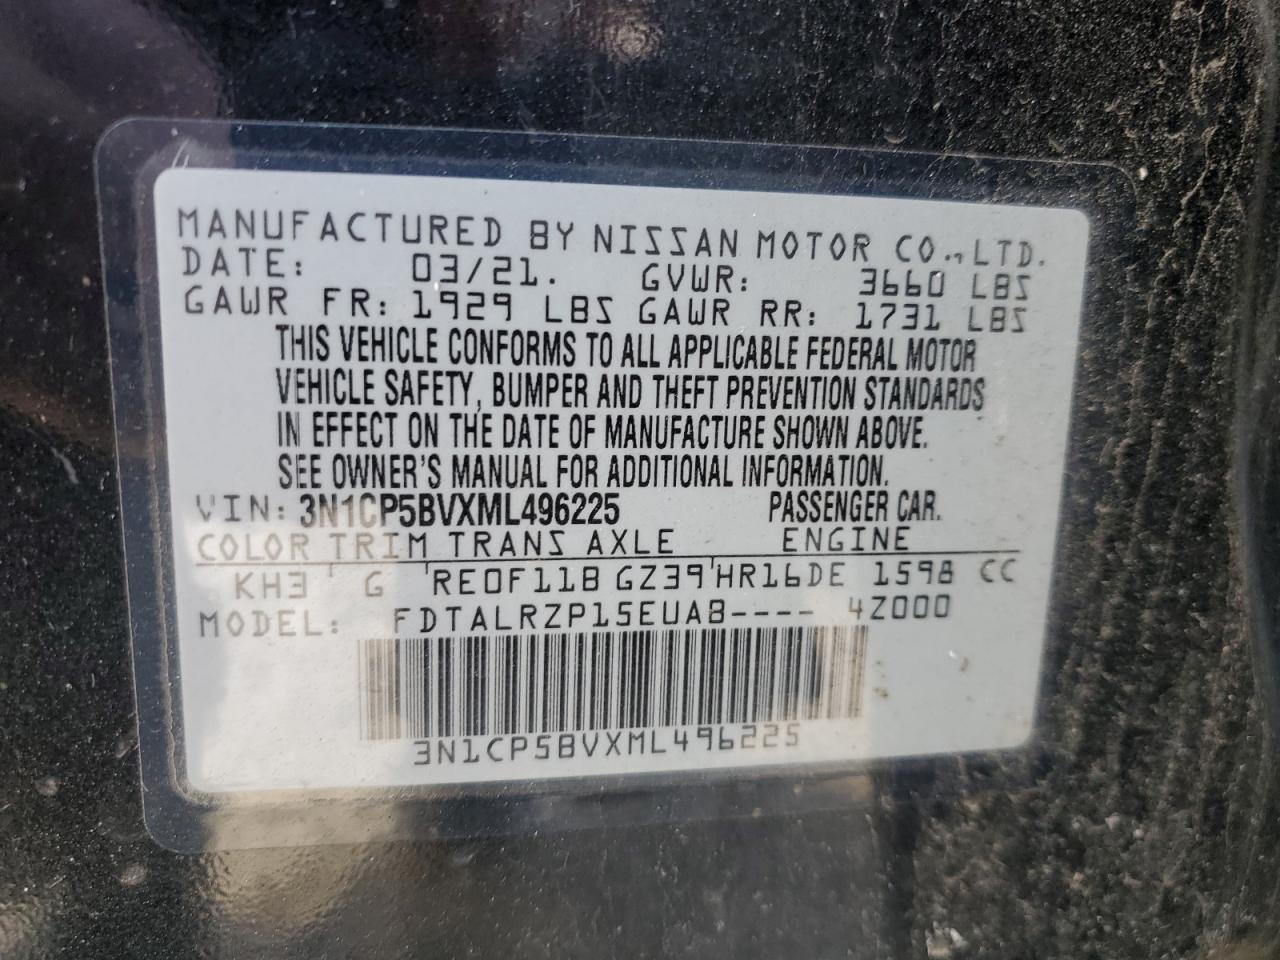 MANUFACTURED BY NISSAN MOTOR CO., LTD.
DATE: 03/21. GVWR: 3660 LBS
GAWR FR: 1929 LBS GAWR RR: 1731 LBS
THIS VEHICLE CONFORMS TO ALL APPLICABLE FEDERAL MOTOR
VEHICLE SAFETY, BUMPER AND THEFT PREVENTION STANDARDS
IN EFFECT ON THE DATE OF MANUFACTURE SHOWN ABOVE.
SEE OWNER'S MANUAL FOR ADDITIONAL INFORMATION.
VIN: 3N1CP5BVXML496225 PASSENGER CAR.
COLOR TRIM TRANS AXLE ENGINE
KH3 G RE0F11B GZ39 HR16DE 1598 CC
MODEL: FDTALRZP15EUAB---- 4Z000
3N1CP5BVXML496225